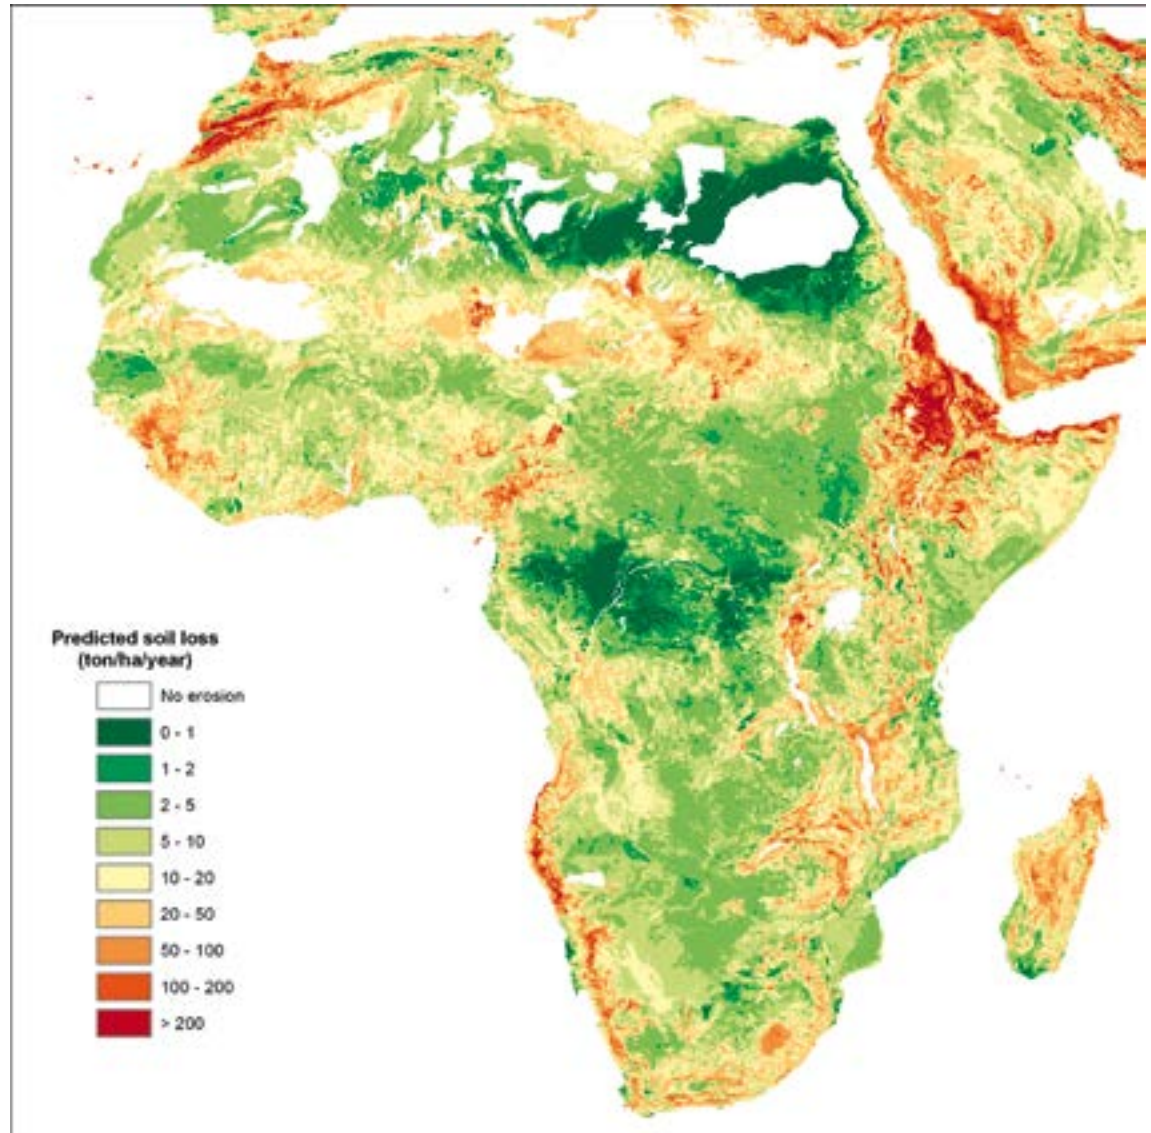 Predicted soil loss
(ton/ha/year)
No erosion
0 - 1
1 - 2
2 - 5
5 - 10
10 - 20
20 - 50
50 - 100
100 - 200
> 200